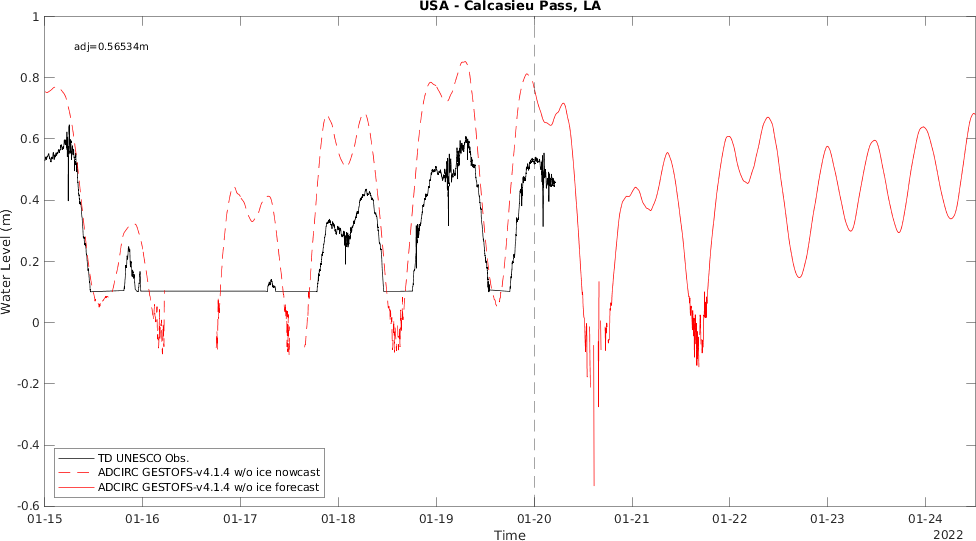 USA - Calcasieu Pass, LA
adj=0.56534m
1
0.8
0.6
0.4
0.2
0
-0.2
-0.4
-0.6
Water Level (m)
TD UNESCO Obs.
ADCIRC GESTOFS-v4.1.4 w/o ice nowcast
ADCIRC GESTOFS-v4.1.4 w/o ice forecast
01-15 01-16 01-17 01-18 01-19 01-20 01-21 01-22 01-23 01-24
Time
2022